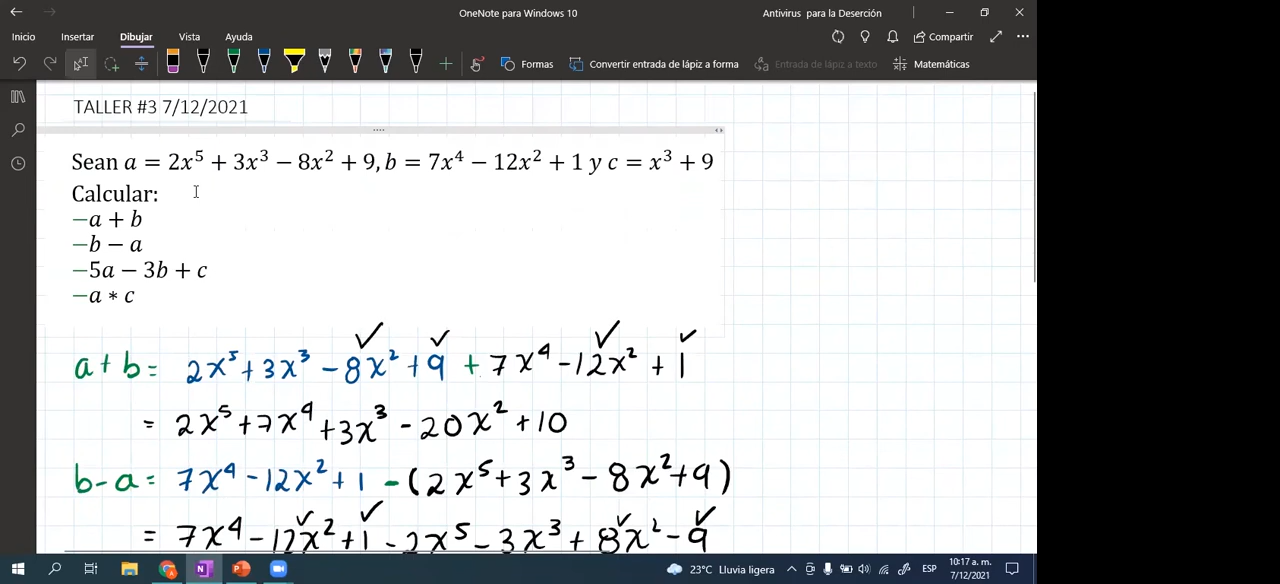 OneNote para Windows 10
Antivirus para la Deserción
Inicio Insertar Dibujar Vista Ayuda
Compartir
Formas Convertir entrada de lápiz a forma Entrada de lápiz a texto Matemáticas
TALLER #3 7/12/2021
Sean a = 2x⁵ + 3x³ − 8x² + 9, b = 7x⁴ − 12x² + 1 y c = x³ + 9
Calcular:
−a + b
−b − a
−5a − 3b + c
−a ∗ c
a + b = 2x⁵ + 3x³ − 8x² + 9 + 7x⁴ − 12x² + 1
= 2x⁵ + 7x⁴ + 3x³ − 20x² + 10
b − a = 7x⁴ − 12x² + 1 − (2x⁵ + 3x³ − 8x² + 9)
= 7x⁴ − 12x² + 1 − 2x⁵ − 3x³ + 8x² − 9
23°C Lluvia ligera ESP 10:17 a. m.
7/12/2021